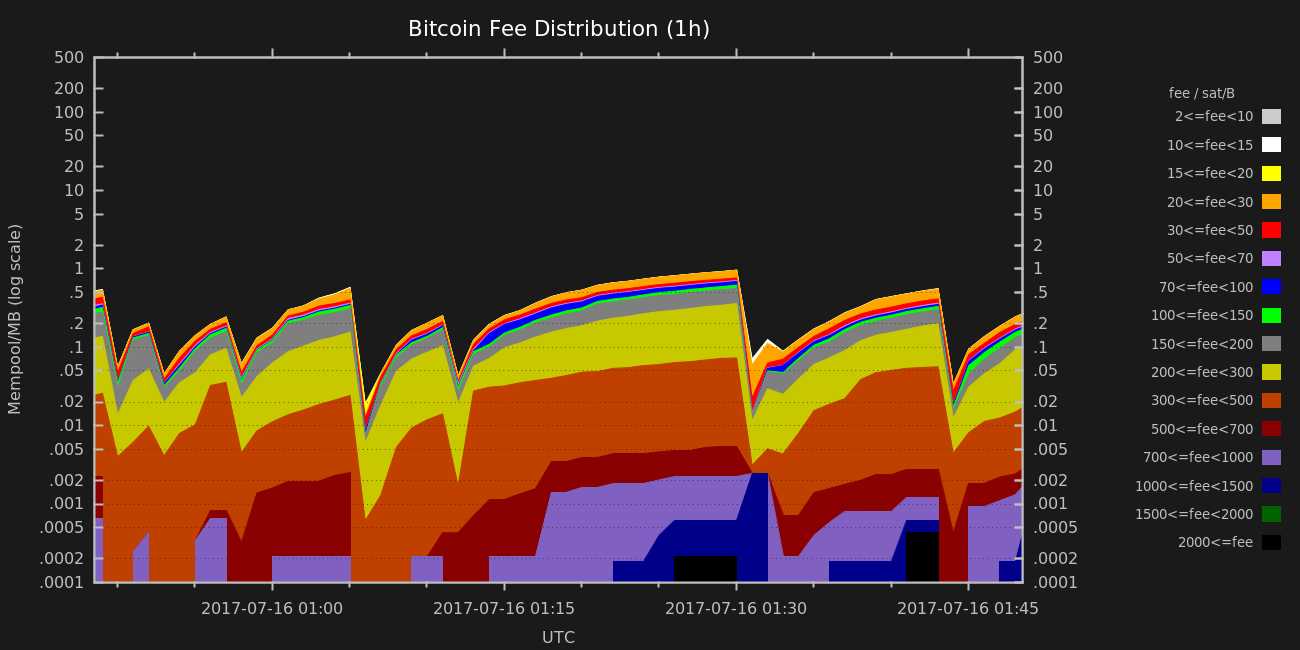 Bitcoin Fee Distribution (1h)
500
200
100
50
20
10
5
2
1
.5
.2
.1
.05
.02
.01
.005
.002
.001
.0005
.0002
.0001
Mempool/MB (log scale)
500
200
100
50
20
10
5
2
1
.5
.2
.1
.05
.02
.01
.005
.002
.001
.0005
.0002
.0001
2017-07-16 01:00
2017-07-16 01:15
2017-07-16 01:30
2017-07-16 01:45
UTC
fee / sat/B
2<=fee<10
10<=fee<15
15<=fee<20
20<=fee<30
30<=fee<50
50<=fee<70
70<=fee<100
100<=fee<150
150<=fee<200
200<=fee<300
300<=fee<500
500<=fee<700
700<=fee<1000
1000<=fee<1500
1500<=fee<2000
2000<=fee